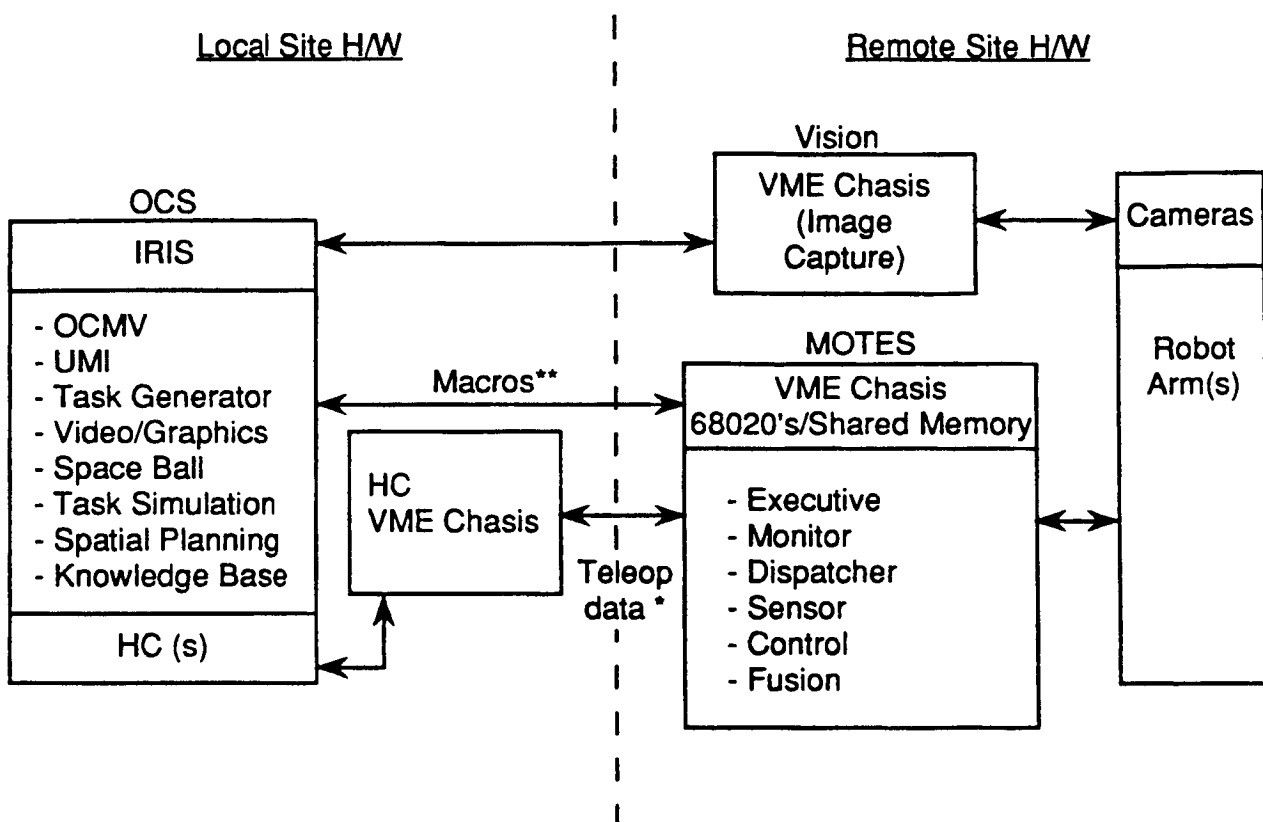 Local Site H/W
Remote Site H/W
OCS
IRIS
- OCMV
- UMI
- Task Generator
- Video/Graphics
- Space Ball
- Task Simulation
- Spatial Planning
- Knowledge Base
HC (s)
Macros**
HC
VME Chasis
Teleop
data *
Vision
VME Chasis
(Image
Capture)
MOTES
VME Chasis
68020's/Shared Memory
- Executive
- Monitor
- Dispatcher
- Sensor
- Control
- Fusion
Cameras
Robot
Arm(s)